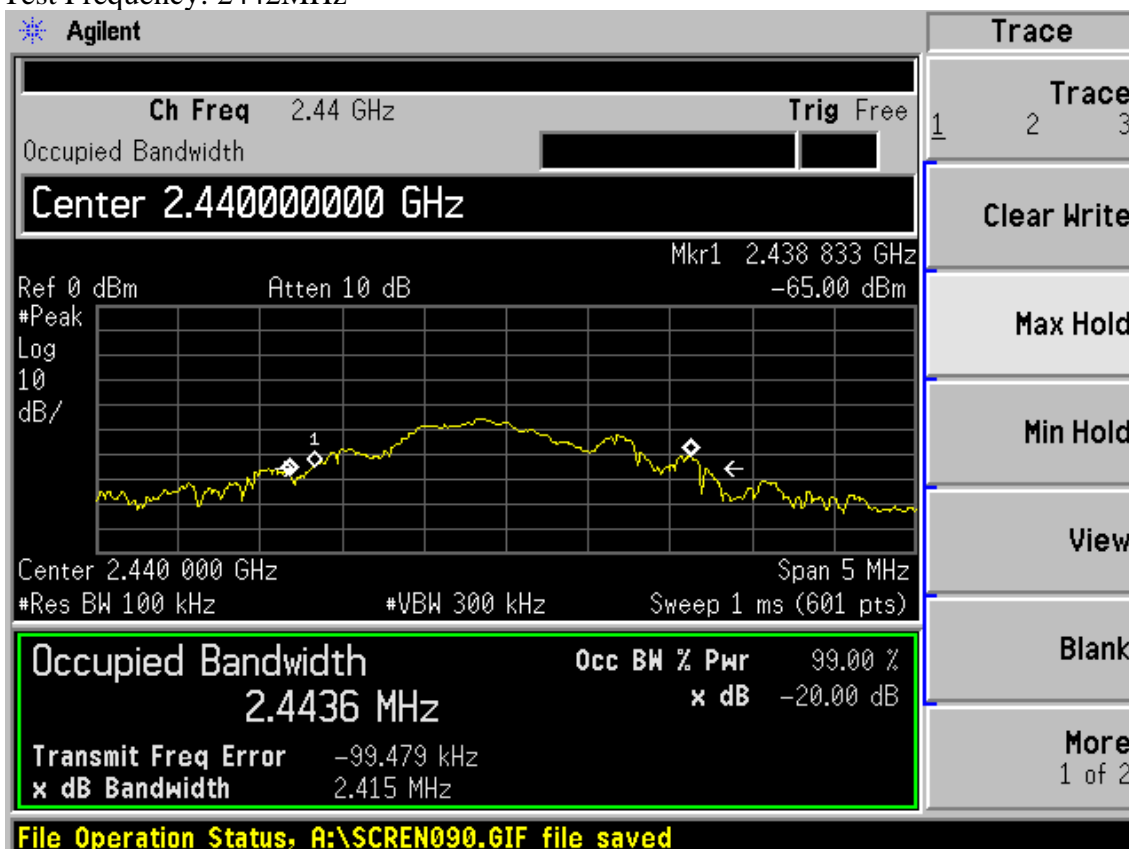 Test Frequency: 2442MHz
Agilent
Trace
Ch Freq 2.44 GHz Trig Free
Occupied Bandwidth
Center 2.440000000 GHz
Mkr1 2.438 833 GHz
Ref 0 dBm Atten 10 dB -65.00 dBm
#Peak
Log
10
dB/
1
Center 2.440 000 GHz Span 5 MHz
#Res BW 100 kHz #VBW 300 kHz Sweep 1 ms (601 pts)
Occupied Bandwidth
2.4436 MHz
Occ BW % Pwr 99.00 %
x dB -20.00 dB
Transmit Freq Error -99.479 kHz
x dB Bandwidth 2.415 MHz
Trace
1 2 3
Clear Write
Max Hold
Min Hold
View
Blank
More
1 of 2
File Operation Status, A:\SCREN090.GIF file saved